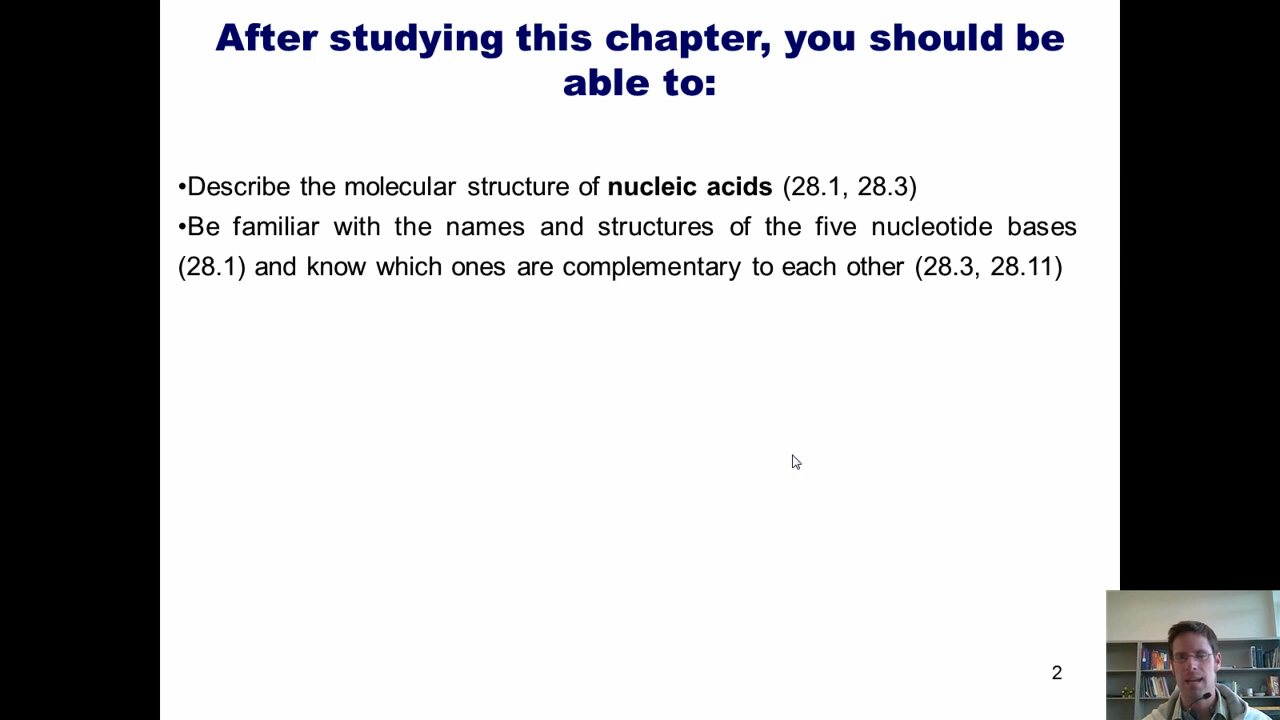 After studying this chapter, you should be
able to:
•Describe the molecular structure of nucleic acids (28.1, 28.3)
•Be familiar with the names and structures of the five nucleotide bases
(28.1) and know which ones are complementary to each other (28.3, 28.11)
2